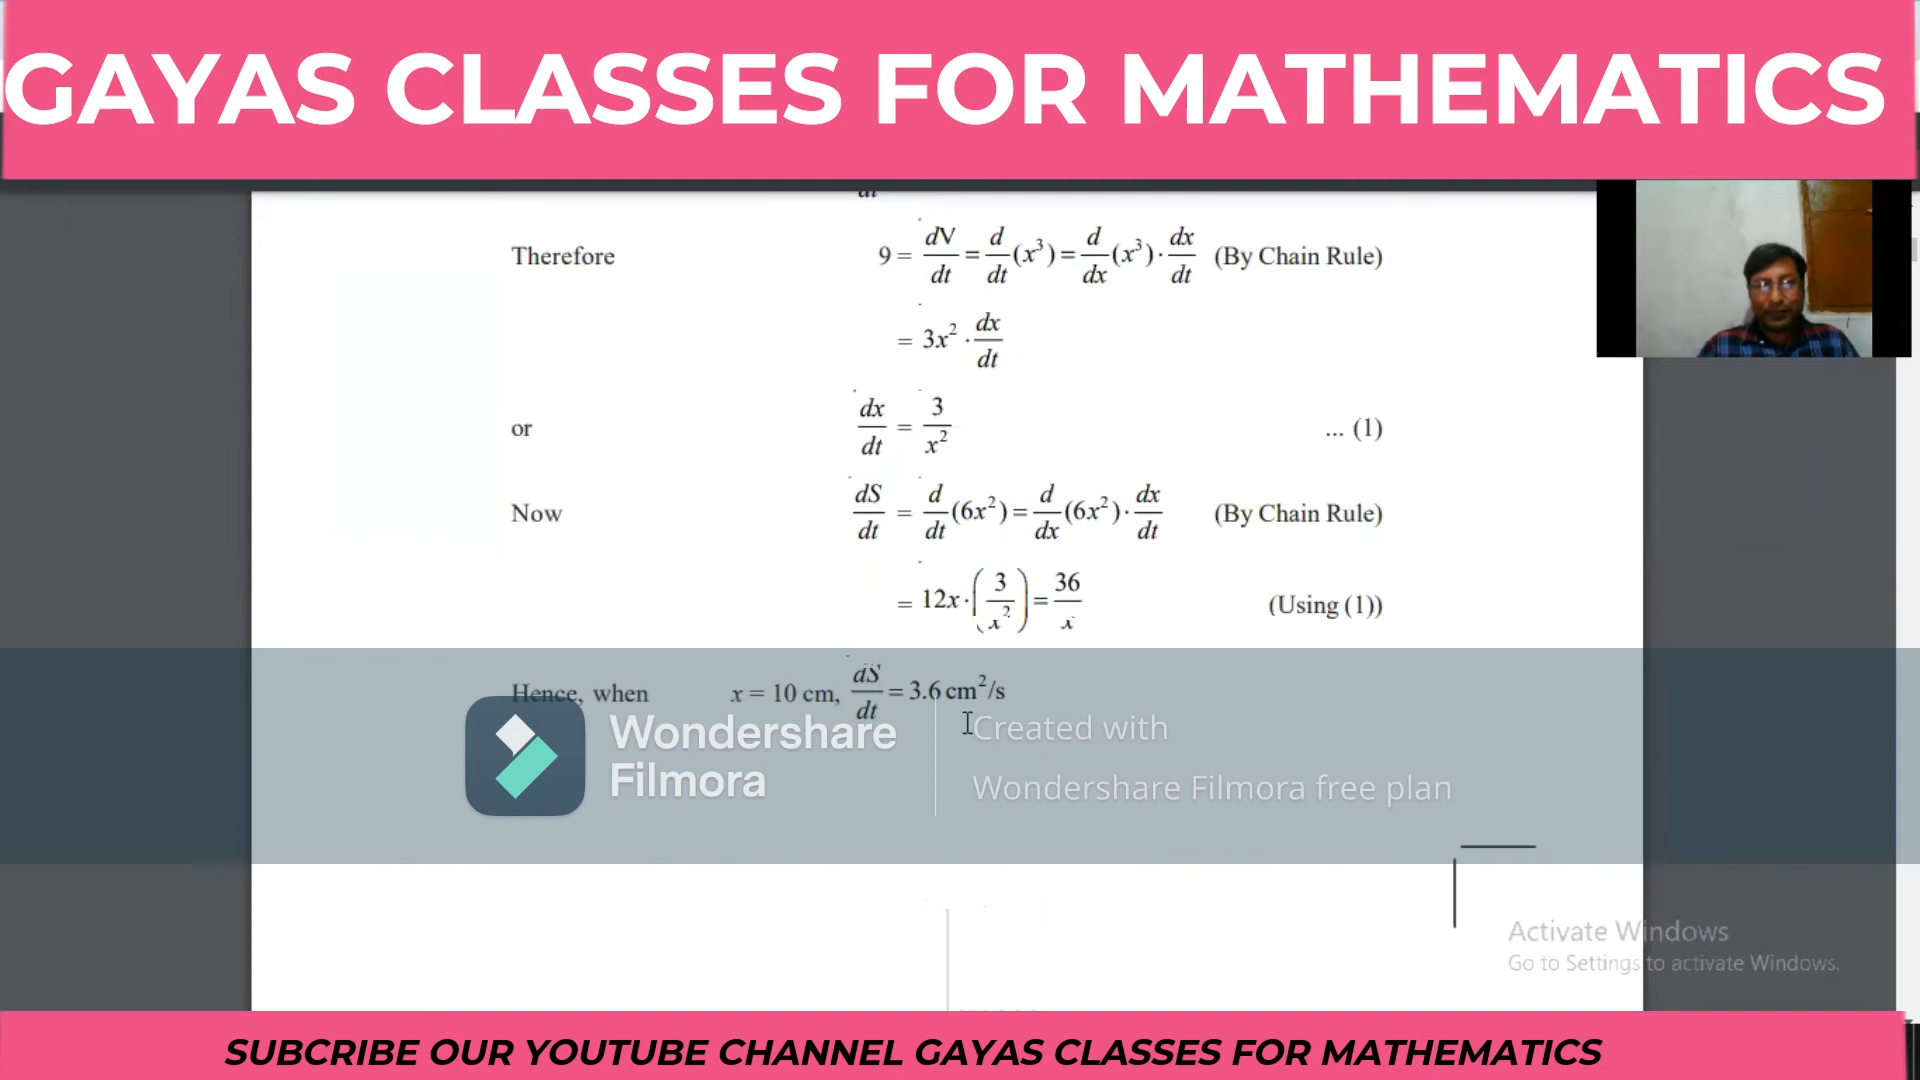 GAYAS CLASSES FOR MATHEMATICS
Therefore 9 = dV/dt = d/dt (x³) = d/dx (x³) · dx/dt (By Chain Rule)
= 3x² · dx/dt
or dx/dt = 3/x² ... (1)
Now dS/dt = d/dt (6x²) = d/dx (6x²) · dx/dt (By Chain Rule)
= 12x · (3/x²) = 36/x (Using (1))
Hence, when x = 10 cm, dS/dt = 3.6 cm²/s
Wondershare
Filmora
Created with
Wondershare Filmora free plan
Activate Windows
Go to Settings to activate Windows.
SUBCRIBE OUR YOUTUBE CHANNEL GAYAS CLASSES FOR MATHEMATICS